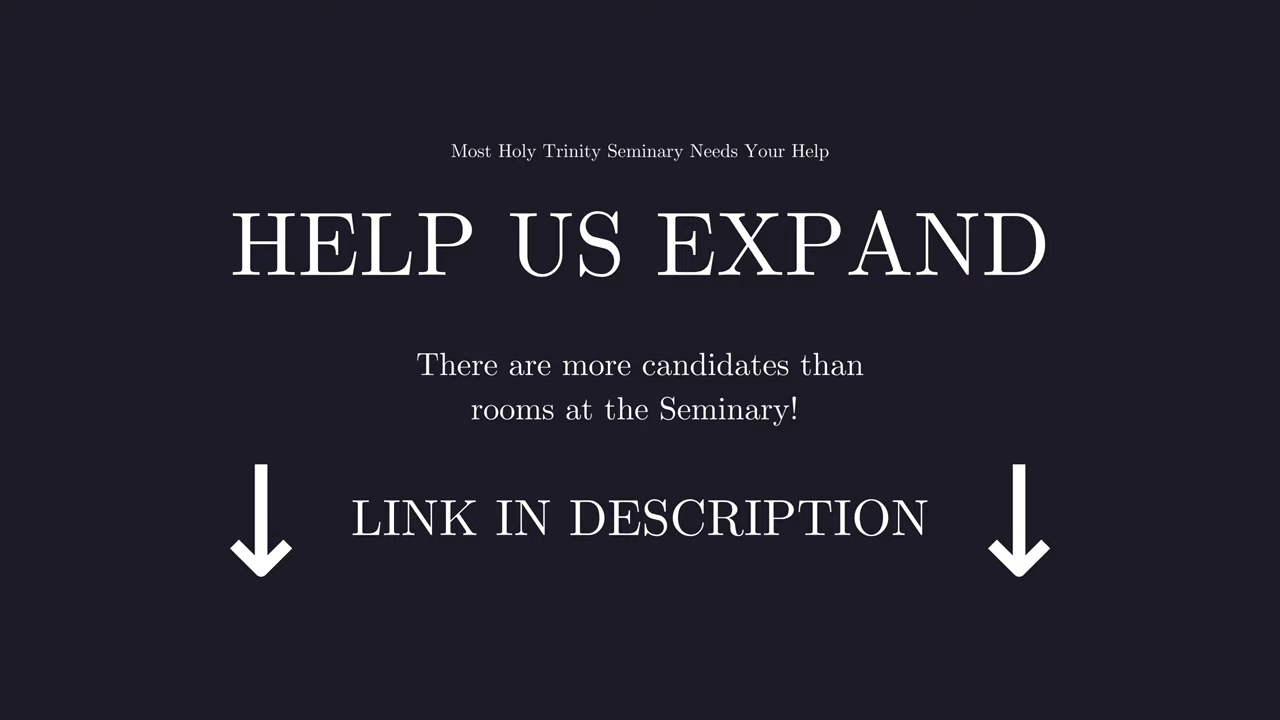 Most Holy Trinity Seminary Needs Your Help
HELP US EXPAND
There are more candidates than
rooms at the Seminary!
LINK IN DESCRIPTION